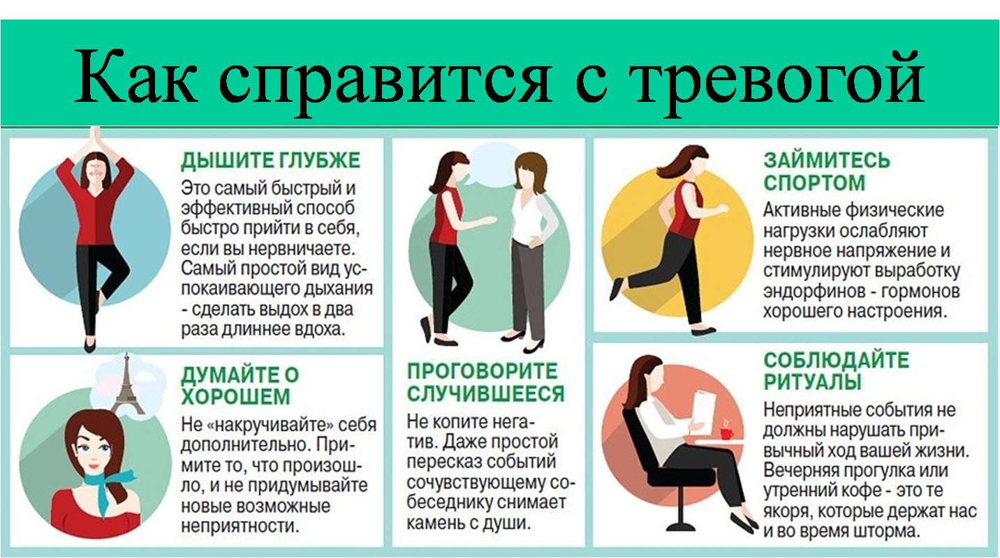 Как справится с тревогой
ДЫШИТЕ ГЛУБЖЕ
Это самый быстрый и
эффективный способ
быстро прийти в себя,
если вы нервничаете.
Самый простой вид ус-
покаивающего дыхания
- сделать выдох в два
раза длиннее вдоха.
ДУМАЙТЕ О
ХОРОШЕМ
Не «накручивайте» себя
дополнительно. При-
мите то, что произош-
ло, и не придумывайте
новые возможные
неприятности.
ПРОГОВОРИТЕ
СЛУЧИВШЕЕСЯ
Не копите нега-
тив. Даже простой
пересказ событий
сочувствующему со-
беседнику снимает
камень с души.
ЗАЙМИТЕСЬ
СПОРТОМ
Активные физические
нагрузки ослабляют
нервное напряжение и
стимулируют выработку
эндорфинов - гормонов
хорошего настроения.
СОБЛЮДАЙТЕ
РИТУАЛЫ
Неприятные события не
должны нарушать при-
вычный ход вашей жизни.
Вечерняя прогулка или
утренний кофе - это те
якоря, которые держат нас
и во время шторма.